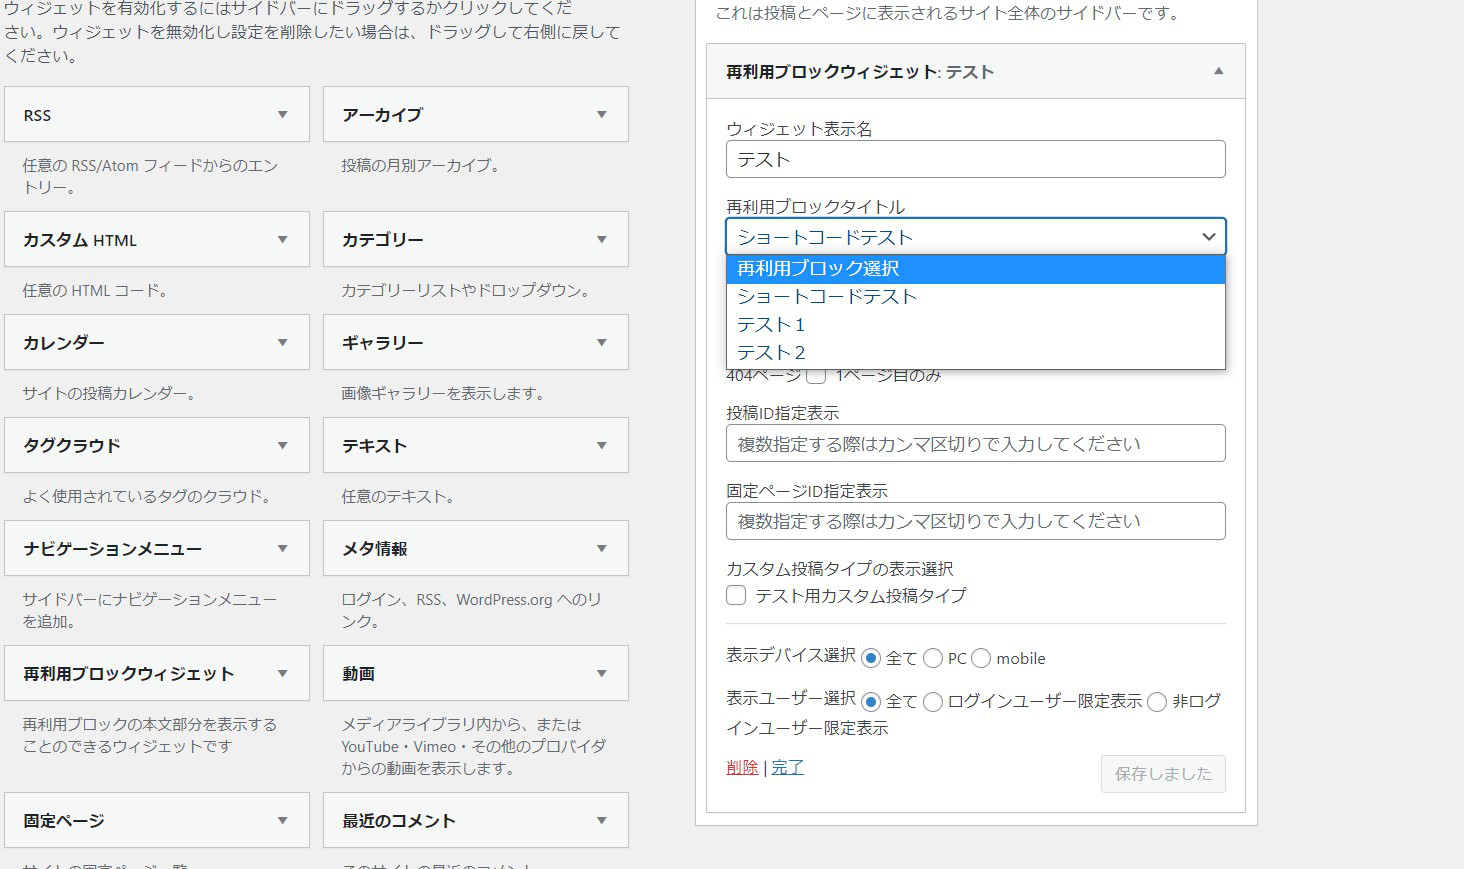 ウィジェットを有効化するにはサイドバーにドラッグするかクリックしてくだ
さい。ウィジェットを無効化し設定を削除したい場合は、ドラッグして右側に戻して
ください。
RSS
任意の RSS/Atom フィードからのエン
トリー。
アーカイブ
投稿の月別アーカイブ。
カスタム HTML
任意の HTML コード。
カテゴリー
カテゴリーリストやドロップダウン。
カレンダー
サイトの投稿カレンダー。
ギャラリー
画像ギャラリーを表示します。
タグクラウド
よく使用されているタグのクラウド。
テキスト
任意のテキスト。
ナビゲーションメニュー
サイドバーにナビゲーションメニュー
を追加。
メタ情報
ログイン、RSS、WordPress.org へのリ
ンク。
再利用ブロックウィジェット
再利用ブロックの本文部分を表示する
ことのできるウィジェットです
動画
メディアライブラリ内から、または
YouTube・Vimeo・その他のプロバイダ
からの動画を表示します。
固定ページ
サイトの固定ページ一覧。
最近のコメント
このサイトの最近のコメント。
これは投稿とページに表示されるサイト全体のサイドバーです。
再利用ブロックウィジェット: テスト
ウィジェット表示名
テスト
再利用ブロックタイトル
ショートコードテスト
再利用ブロック選択
ショートコードテスト
テスト１
テスト２
404ページ 1ページ目のみ
投稿ID指定表示
複数指定する際はカンマ区切りで入力してください
固定ページID指定表示
複数指定する際はカンマ区切りで入力してください
カスタム投稿タイプの表示選択
テスト用カスタム投稿タイプ
表示デバイス選択 全て PC mobile
表示ユーザー選択 全て ログインユーザー限定表示 非ログ
インユーザー限定表示
削除 | 完了
保存しました